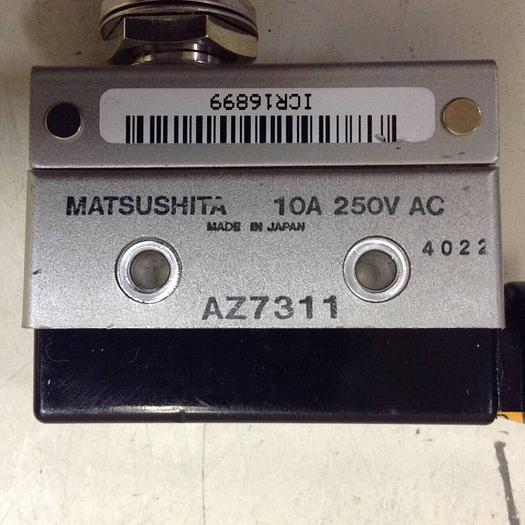 ICR16899
MATSUSHITA 10A 250V AC
MADE IN JAPAN
4022
AZ7311